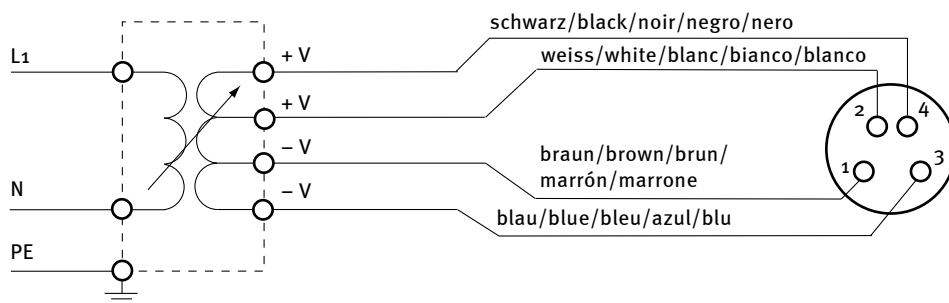 schwarz/black/noir/negro/nero
L1
+ V
weiss/white/blanc/bianco/blanco
+ V
2
4
– V
braun/brown/brun/
marrón/marrone
1
3
N
– V
blau/blue/bleu/azul/blu
PE